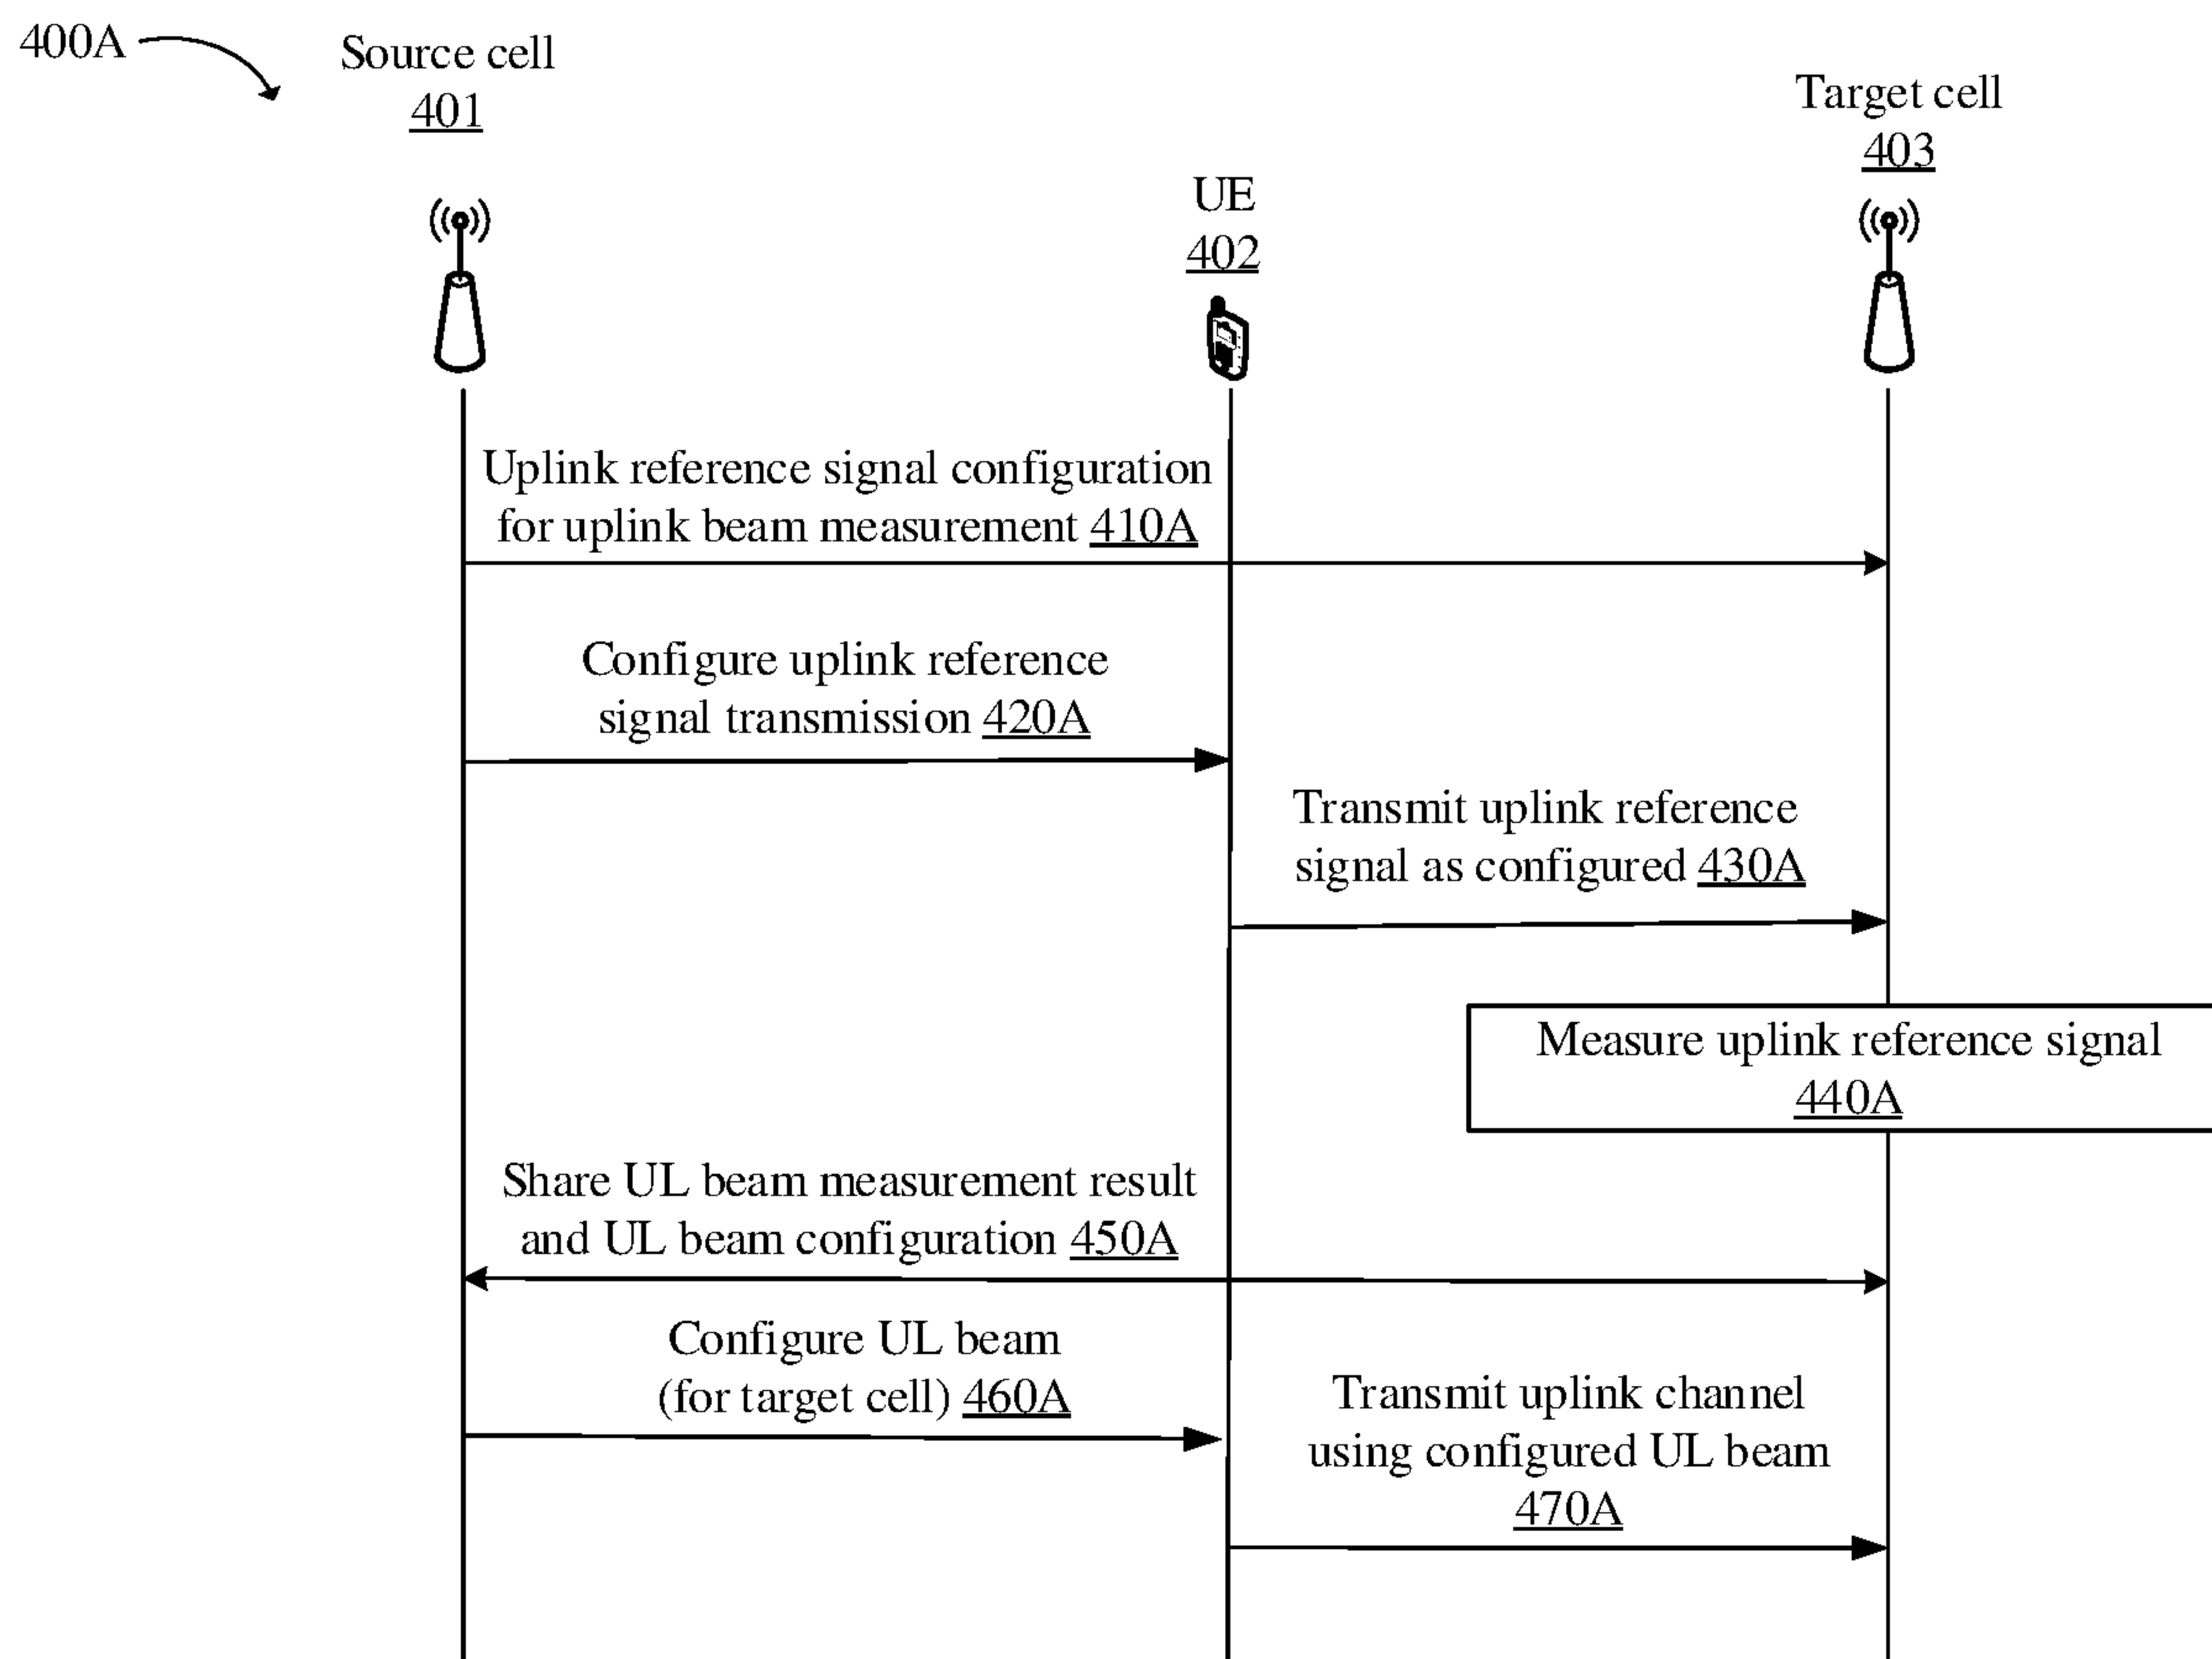 400A
Source cell
401
Target cell
403
UE
402
Uplink reference signal configuration
for uplink beam measurement 410A
Configure uplink reference
signal transmission 420A
Transmit uplink reference
signal as configured 430A
Measure uplink reference signal
440A
Share UL beam measurement result
and UL beam configuration 450A
Configure UL beam
(for target cell) 460A
Transmit uplink channel
using configured UL beam
470A